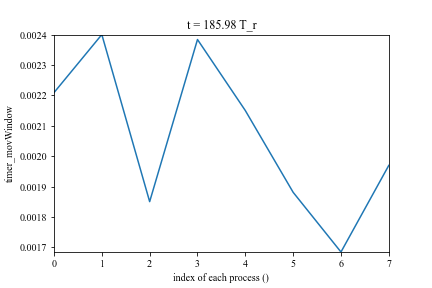 t = 185.98 T_r
0.0024
0.0023
0.0022
0.0021
0.0020
0.0019
0.0018
0.0017
timer_movWindow
0 1 2 3 4 5 6 7
index of each process ()